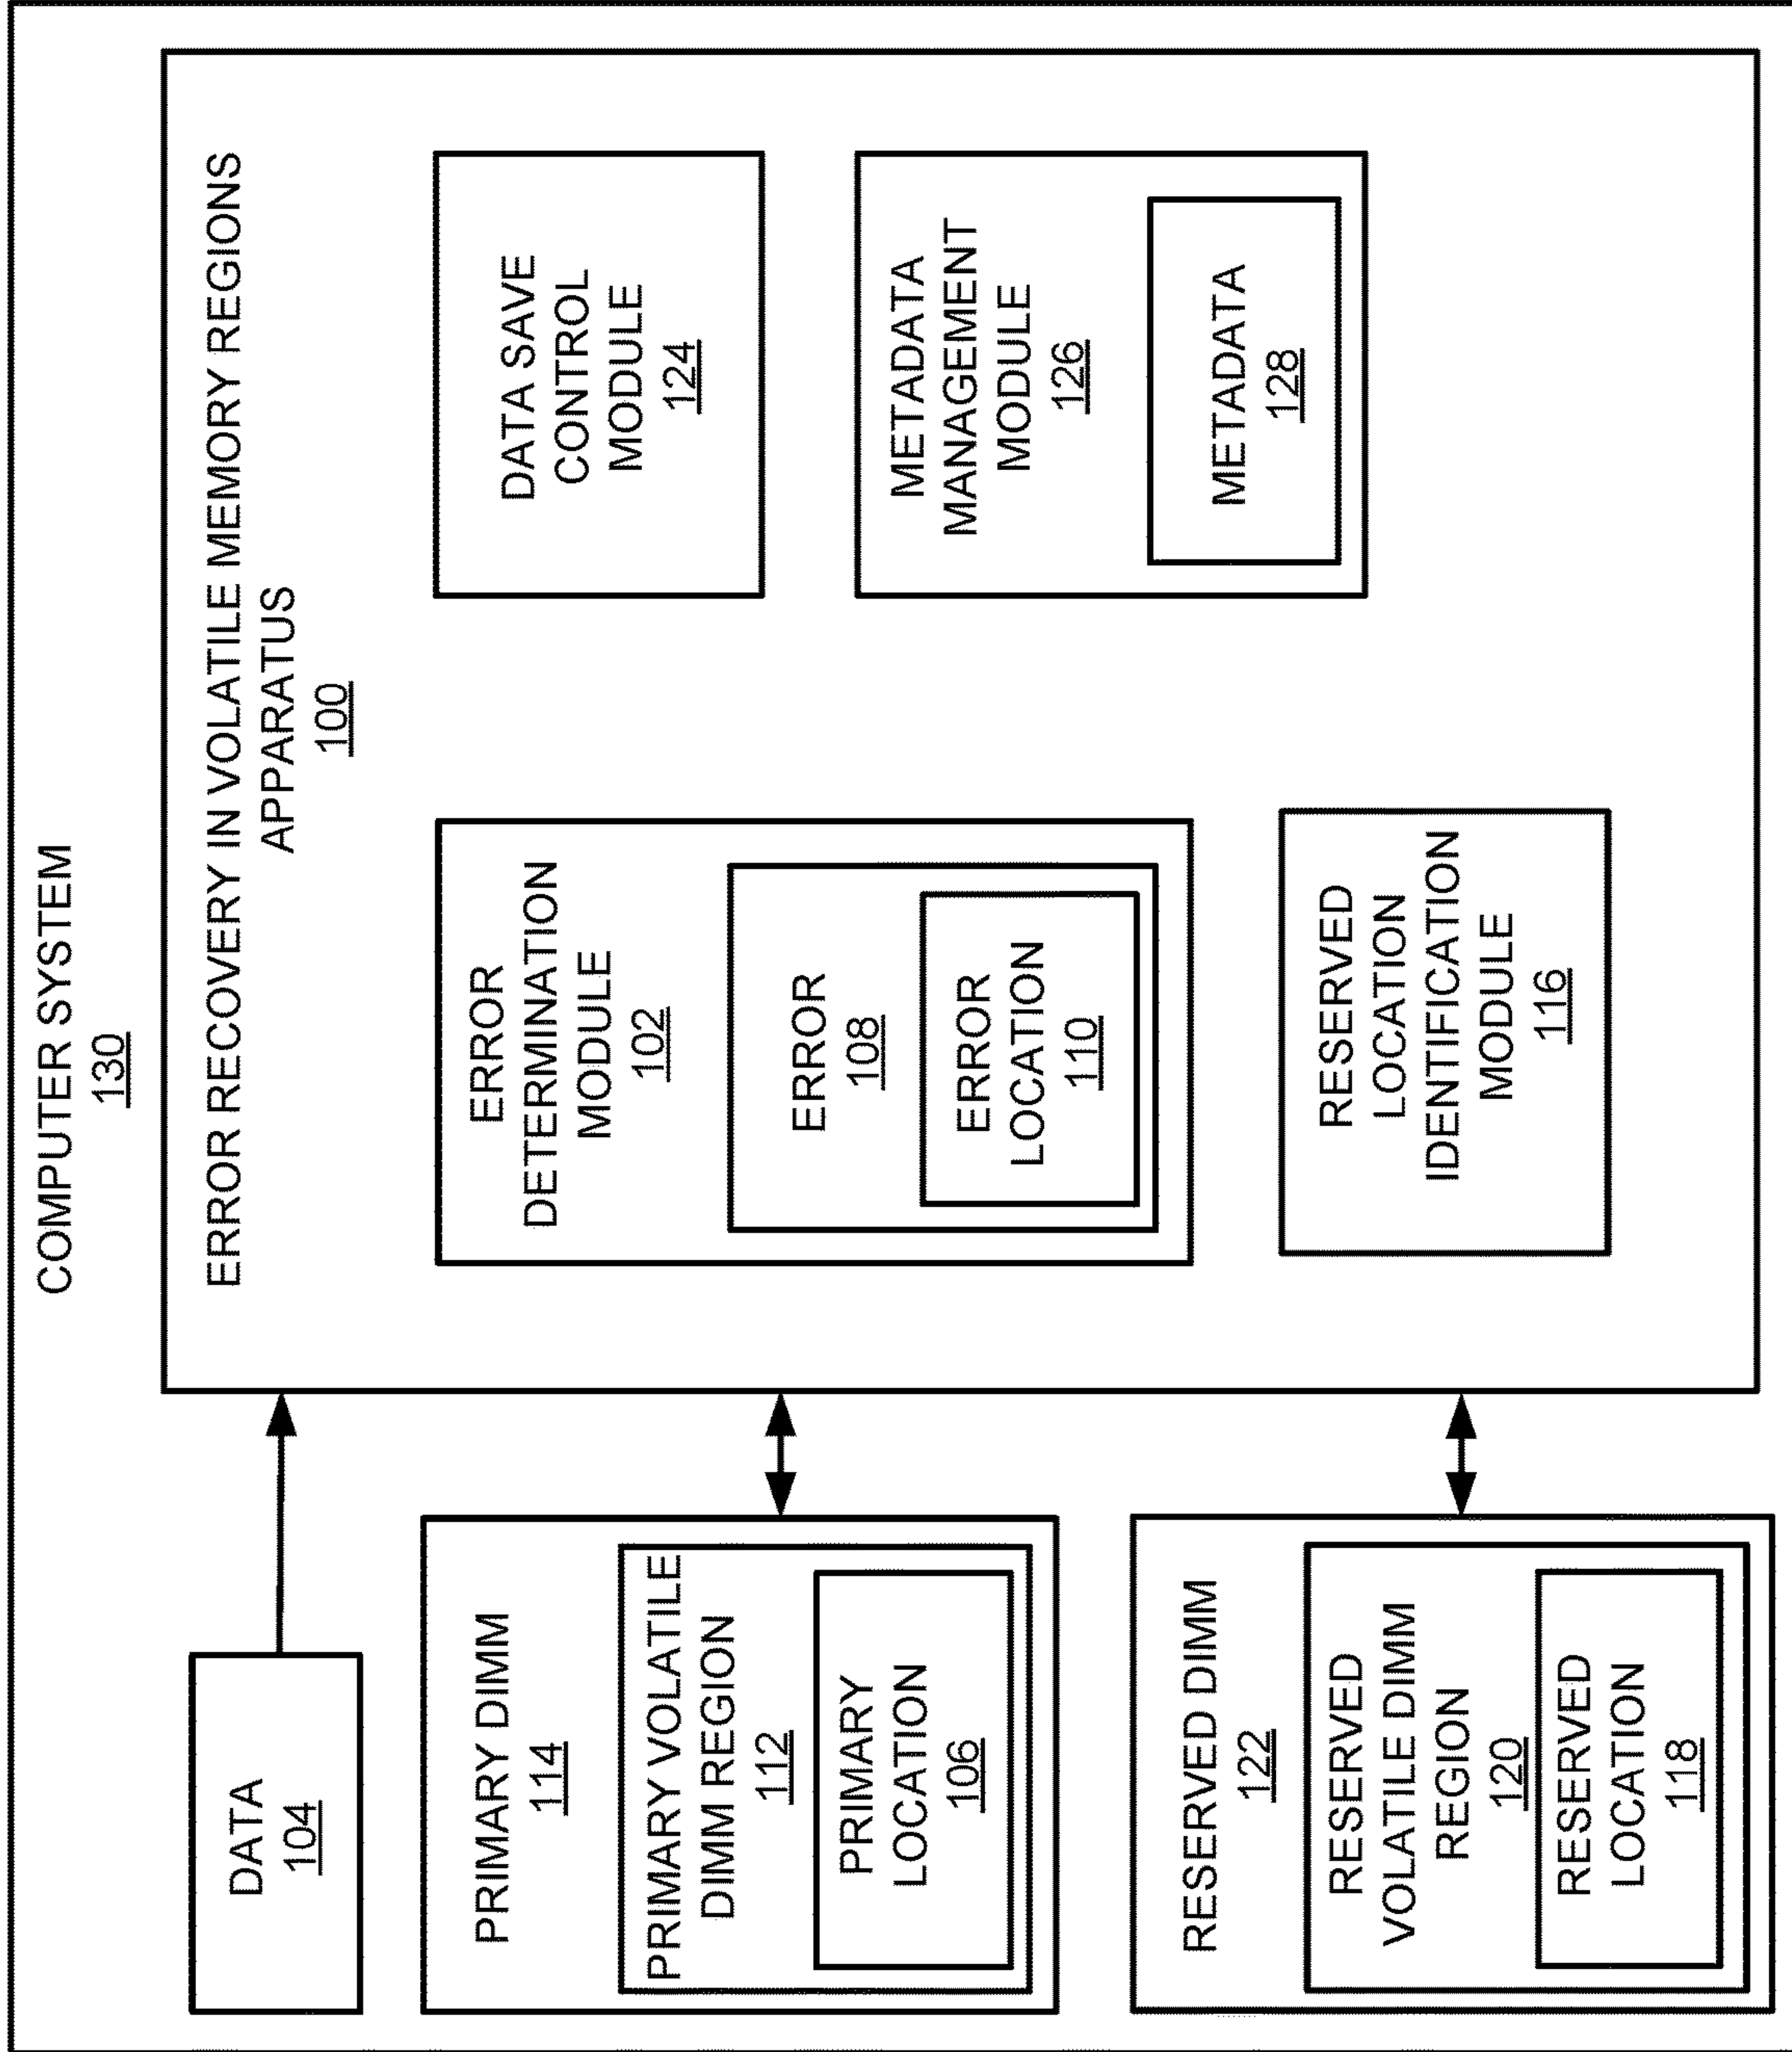 COMPUTER SYSTEM
130
DATA
104
PRIMARY DIMM
114
PRIMARY VOLATILE
DIMM REGION
112
PRIMARY
LOCATION
106
RESERVED DIMM
122
RESERVED
VOLATILE DIMM
REGION
120
RESERVED
LOCATION
118
ERROR RECOVERY IN VOLATILE MEMORY REGIONS
APPARATUS
100
ERROR
DETERMINATION
MODULE
102
ERROR
108
ERROR
LOCATION
110
RESERVED
LOCATION
IDENTIFICATION
MODULE
116
DATA SAVE
CONTROL
MODULE
124
METADATA
MANAGEMENT
MODULE
126
METADATA
128